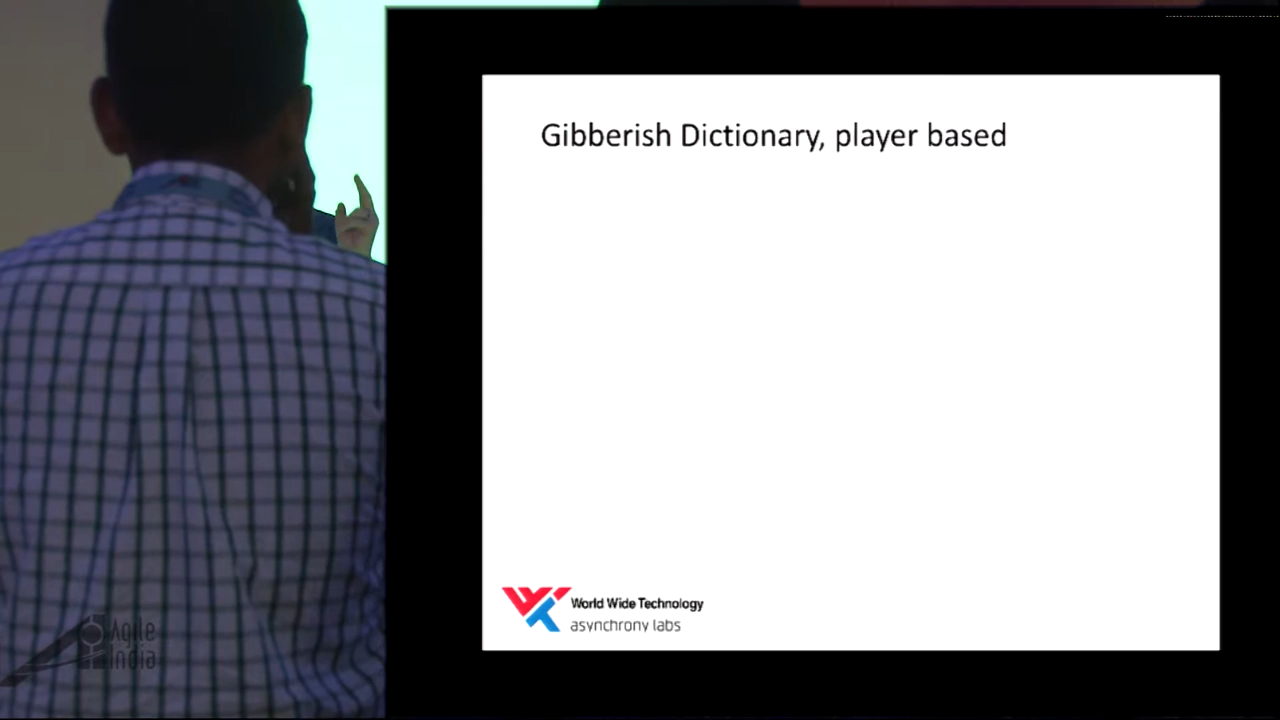 Gibberish Dictionary, player based
World Wide Technology
asynchrony labs
Agile
India